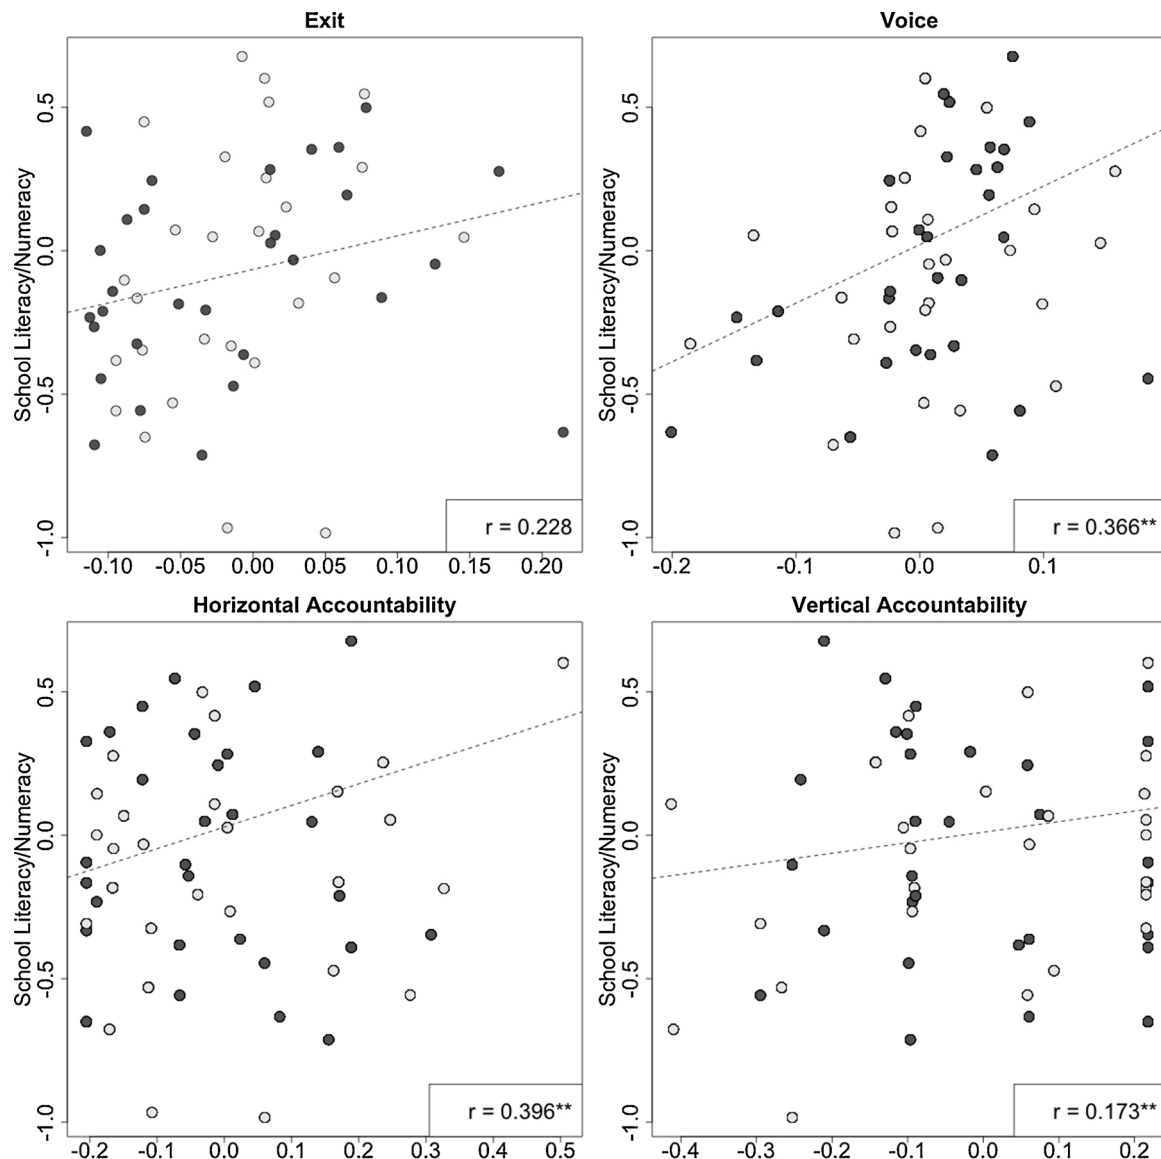 Exit
School Literacy/Numeracy
0.5
0.0
-0.5
-1.0
r = 0.228
-0.10 -0.05 0.00 0.05 0.10 0.15 0.20
Voice
School Literacy/Numeracy
0.5
0.0
-0.5
-1.0
r = 0.366**
-0.2 -0.1 0.0 0.1
Horizontal Accountability
School Literacy/Numeracy
0.5
0.0
-0.5
-1.0
r = 0.396**
-0.2 -0.1 0.0 0.1 0.2 0.3 0.4 0.5
Vertical Accountability
School Literacy/Numeracy
0.5
0.0
-0.5
-1.0
r = 0.173**
-0.4 -0.3 -0.2 -0.1 0.0 0.1 0.2